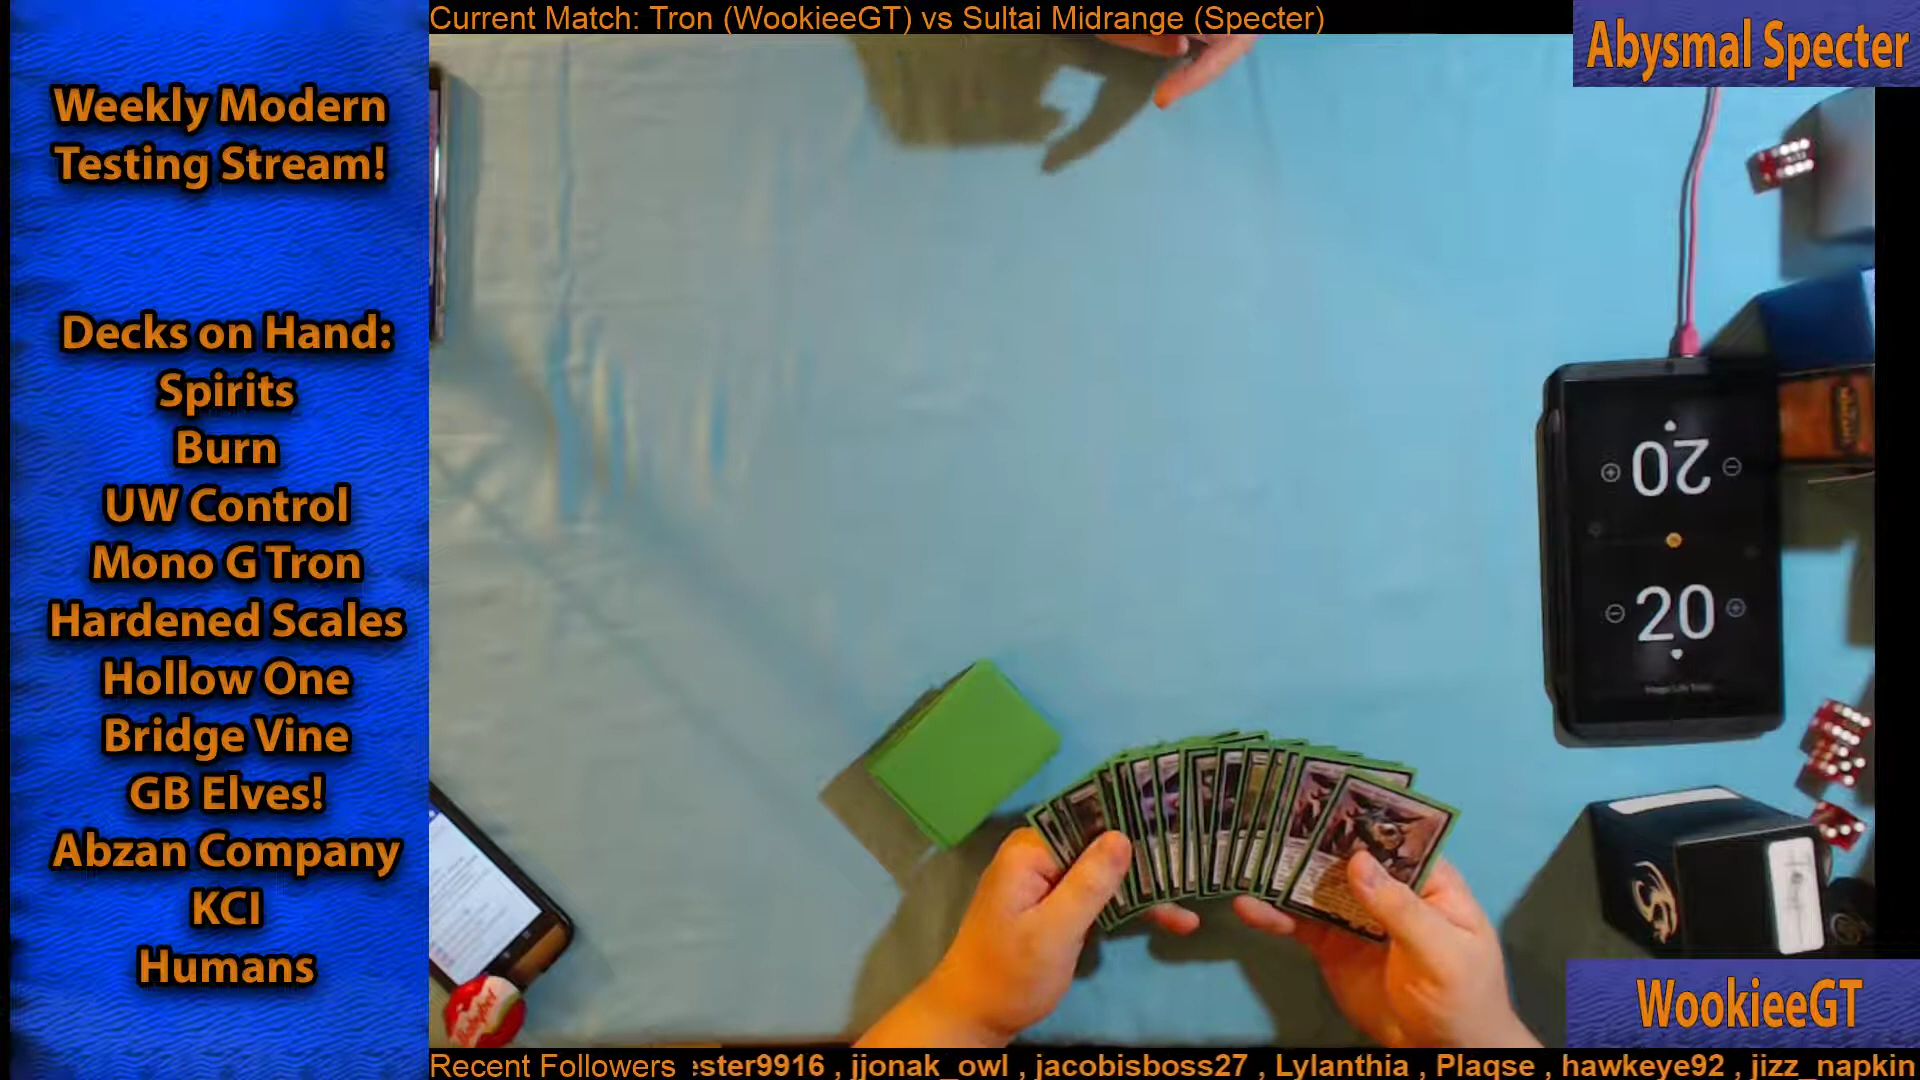 Current Match: Tron (WookieeGT) vs Sultai Midrange (Specter)
Abysmal Specter
Weekly Modern
Testing Stream!
Decks on Hand:
Spirits
Burn
UW Control
Mono G Tron
Hardened Scales
Hollow One
Bridge Vine
GB Elves!
Abzan Company
KCI
Humans
20
20
Babybel
WookieeGT
Recent Followers ester9916 , jjonak_owl , jacobisboss27 , Lylanthia , Plaqse , hawkeye92 , jizz_napkin